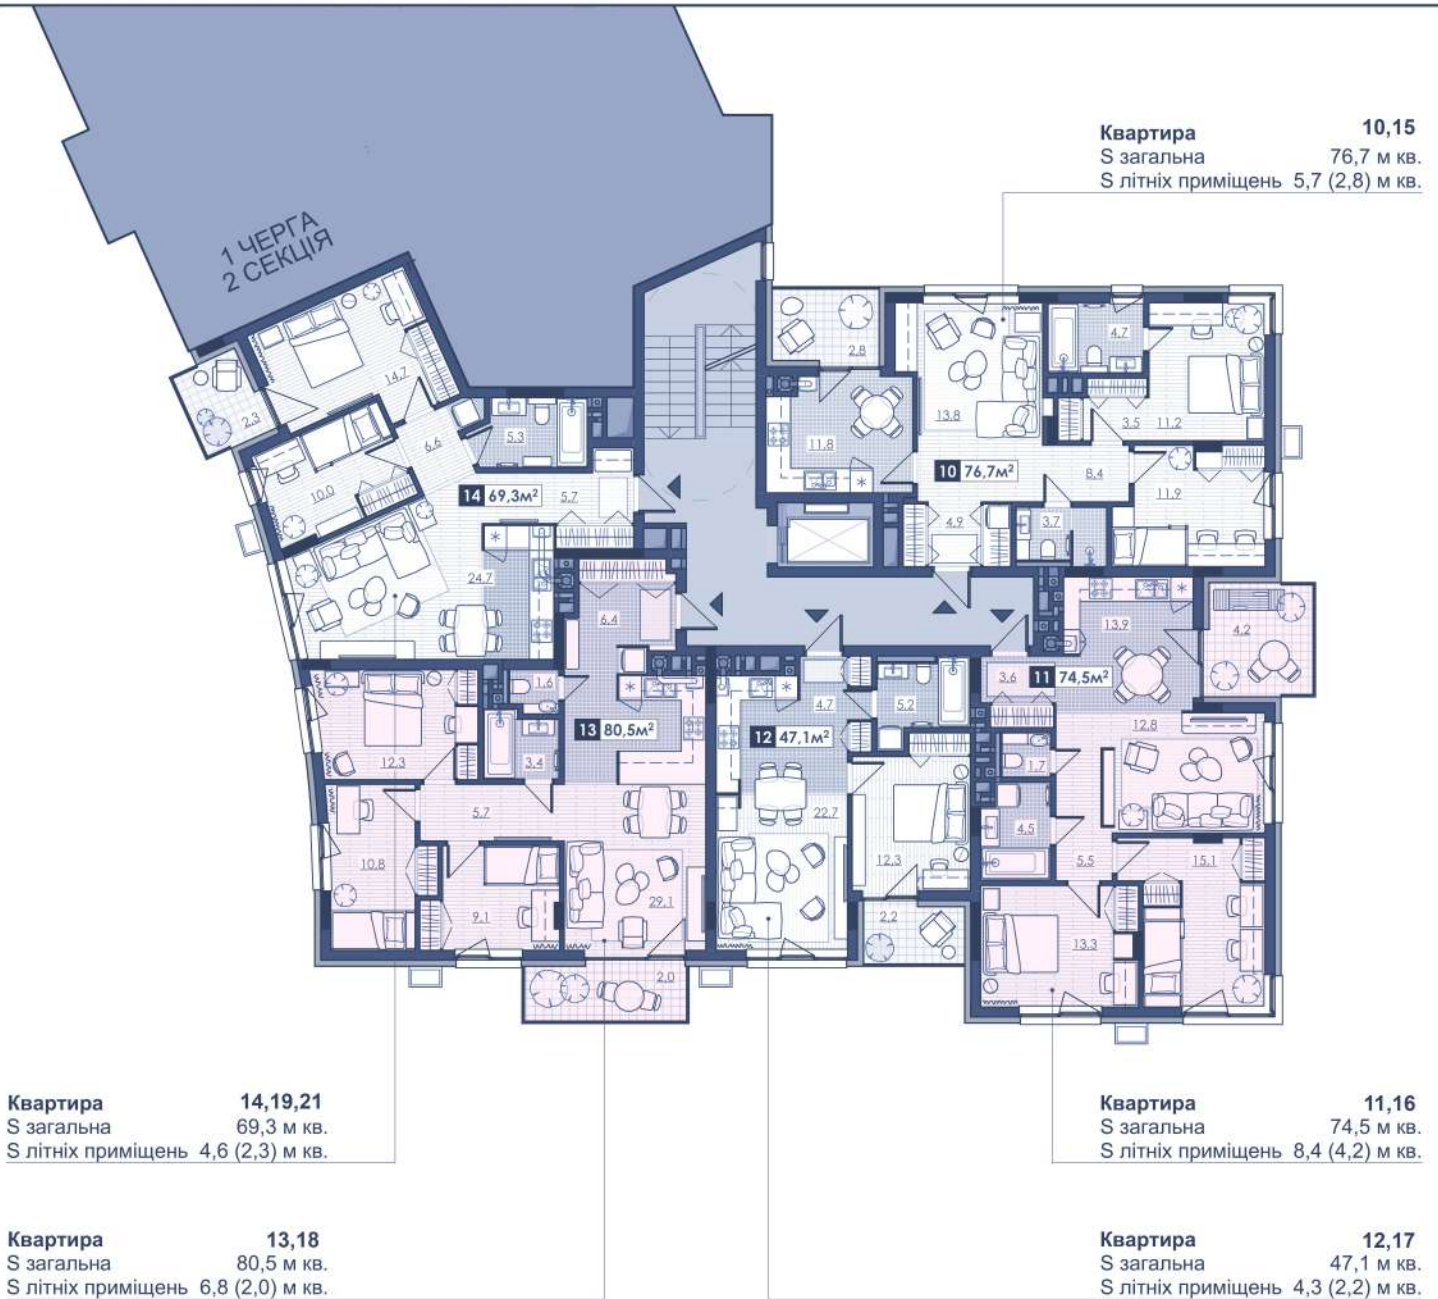 Квартира 10,15
S загальна 76,7 м кв.
S літніх приміщень 5,7 (2,8) м кв.
1 ЧЕРГА
2 СЕКЦІЯ
14,7
2,3
6,6
5,3
10,0
14 69,3м²
5,7
24,7
2,8
11,8
13,8
4,7
3,5
11,2
10 76,7м²
8,4
11,9
4,9
3,7
6,4
1,6
13 80,5м²
12,3
3,4
5,7
10,8
9,1
29,1
2,0
4,7
5,2
12 47,1м²
22,7
12,3
2,2
13,9
4,2
3,6
11 74,5м²
12,8
1,7
4,5
5,5
15,1
13,3
Квартира 14,19,21
S загальна 69,3 м кв.
S літніх приміщень 4,6 (2,3) м кв.
Квартира 11,16
S загальна 74,5 м кв.
S літніх приміщень 8,4 (4,2) м кв.
Квартира 13,18
S загальна 80,5 м кв.
S літніх приміщень 6,8 (2,0) м кв.
Квартира 12,17
S загальна 47,1 м кв.
S літніх приміщень 4,3 (2,2) м кв.